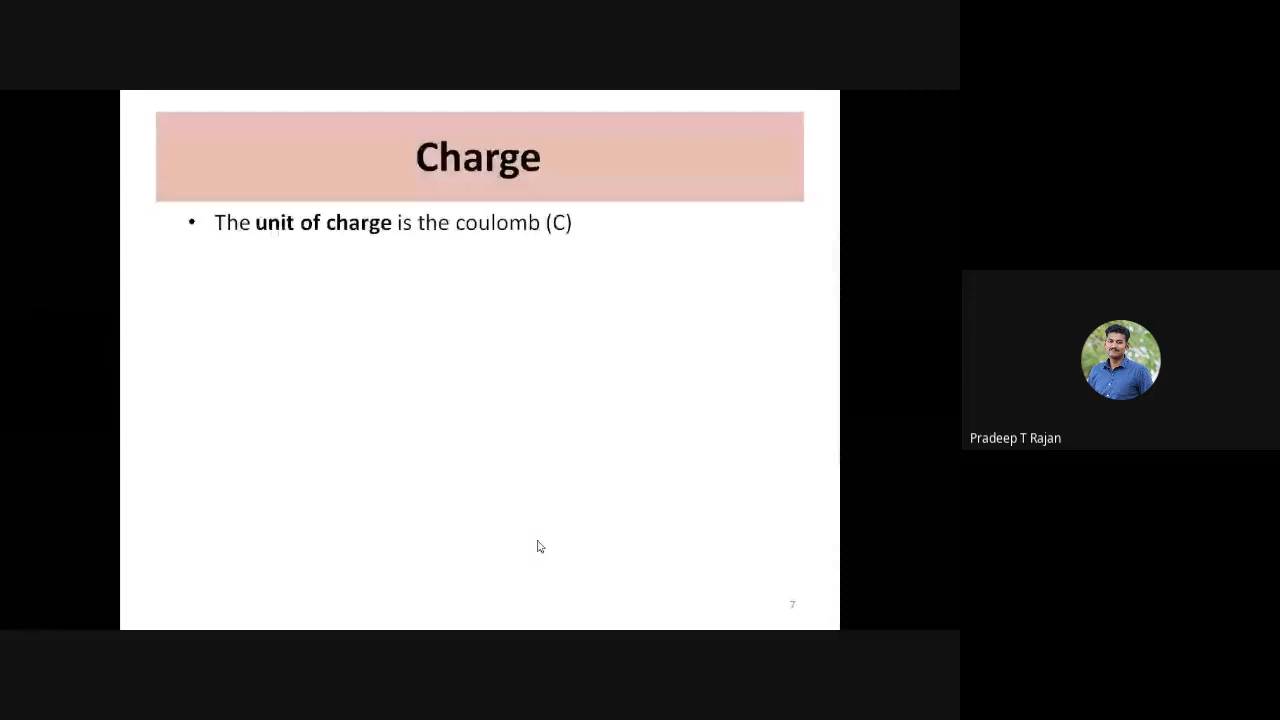 Charge
• The unit of charge is the coulomb (C)
7
Pradeep T Rajan